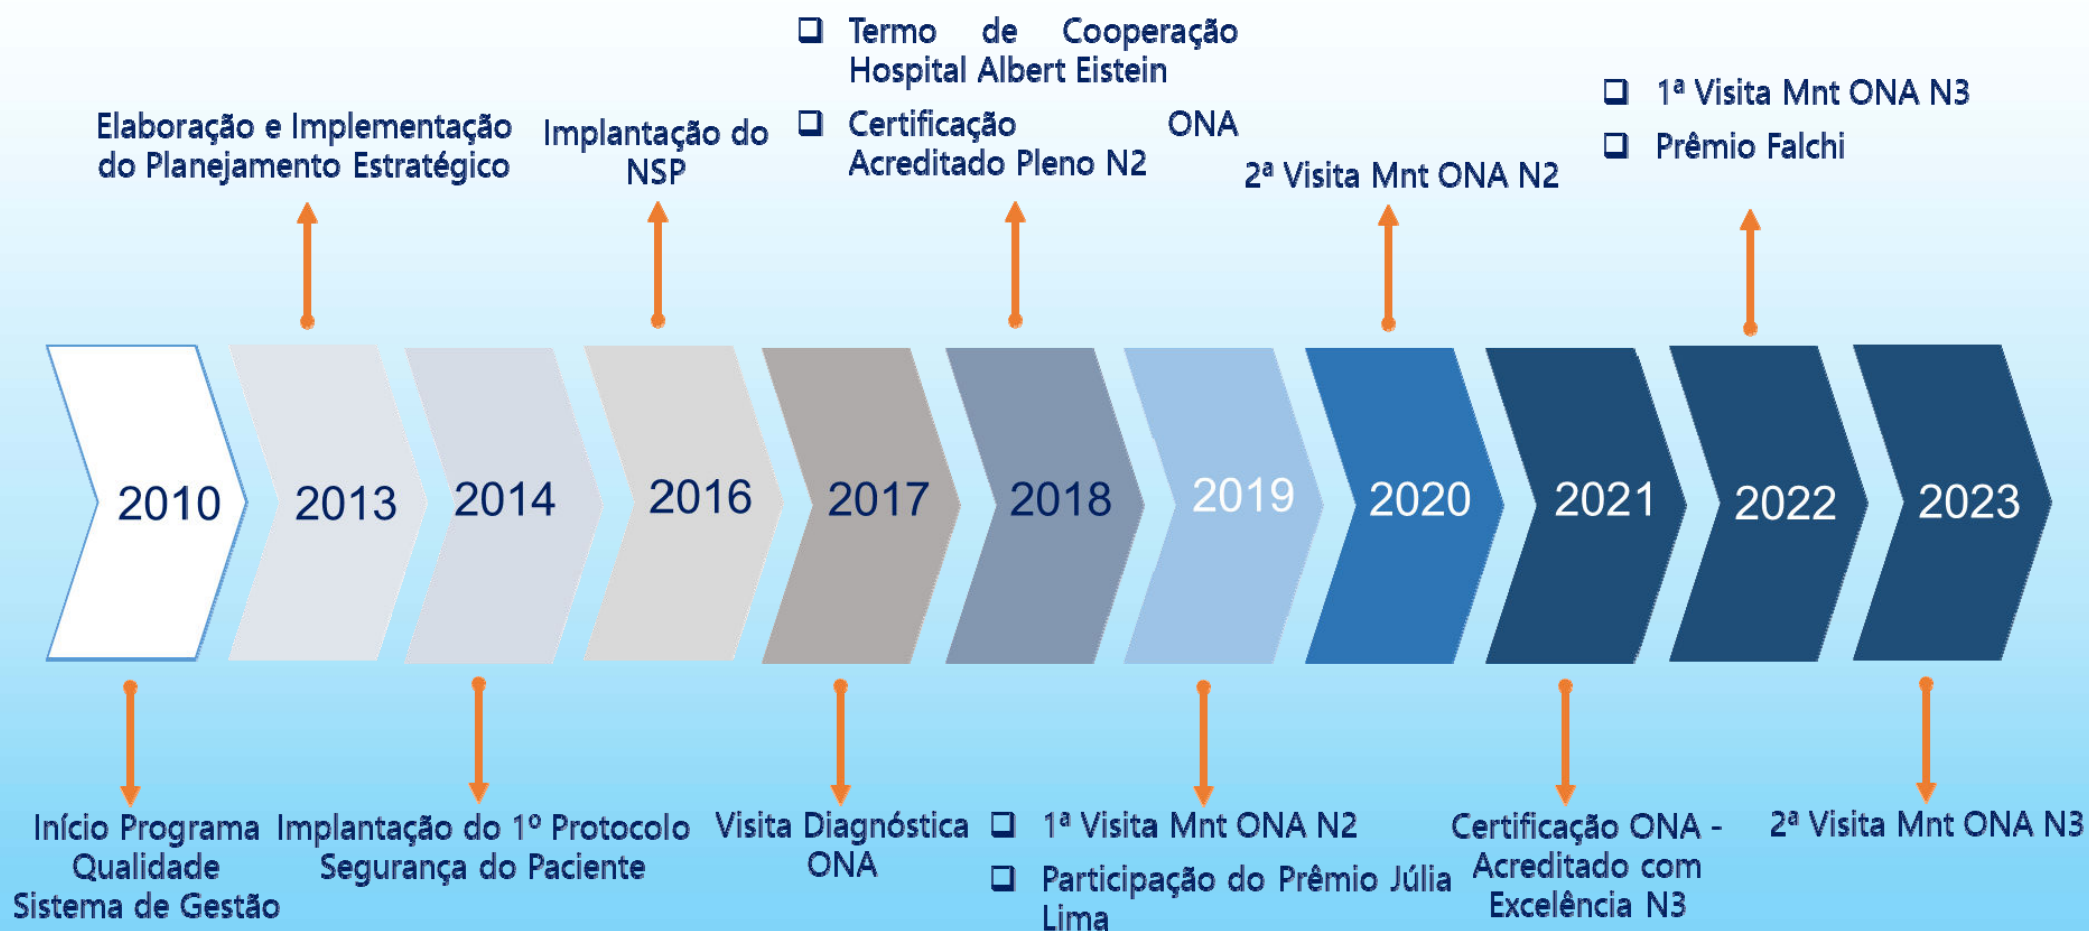 Termo de Cooperação
Hospital Albert Eistein
Certificação ONA
Acreditado Pleno N2
1ª Visita Mnt ONA N3
Prêmio Falchi
Elaboração e Implementação
do Planejamento Estratégico
Implantação do
NSP
2ª Visita Mnt ONA N2
2010
2013
2014
2016
2017
2018
2019
2020
2021
2022
2023
Início Programa
Qualidade
Sistema de Gestão
Implantação do 1º Protocolo
Segurança do Paciente
Visita Diagnóstica
ONA
1ª Visita Mnt ONA N2
Participação do Prêmio Júlia
Lima
Certificação ONA -
Acreditado com
Excelência N3
2ª Visita Mnt ONA N3